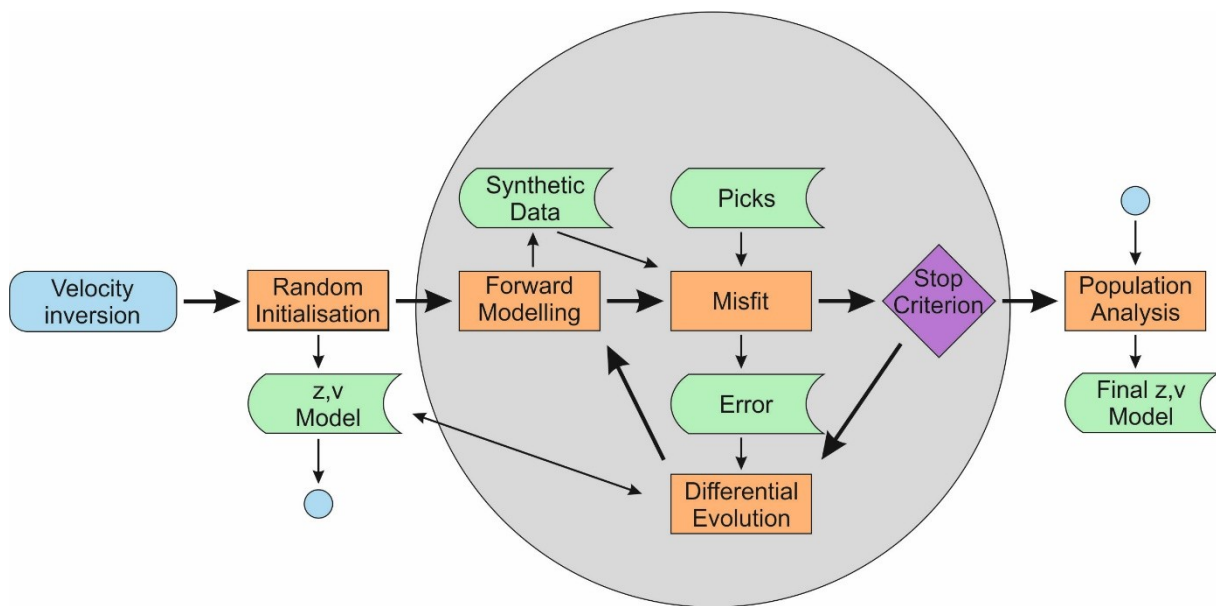 Synthetic
Data
Picks
Velocity
inversion
Random
Initialisation
Forward
Modelling
Misfit
Stop
Criterion
Population
Analysis
z,v
Model
Error
Final z,v
Model
Differential
Evolution